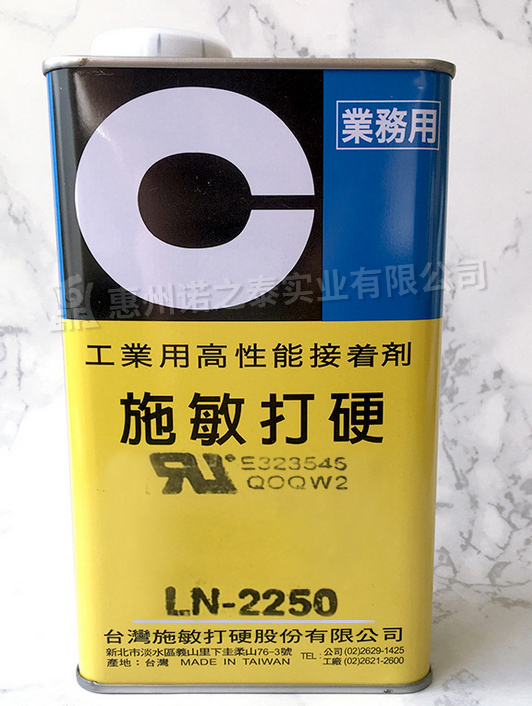 C
業務用
惠州诺之泰实业有限公司
工業用高性能接着剤
施敏打硬
RU E323545
QOQW2
LN-2250
台灣施敏打硬股份有限公司
新北市淡水區義山里下圭柔山76-3號 TEL:公司(02)2629-1425
產地:台灣 MADE IN TAIWAN 工廠(02)2621-2600